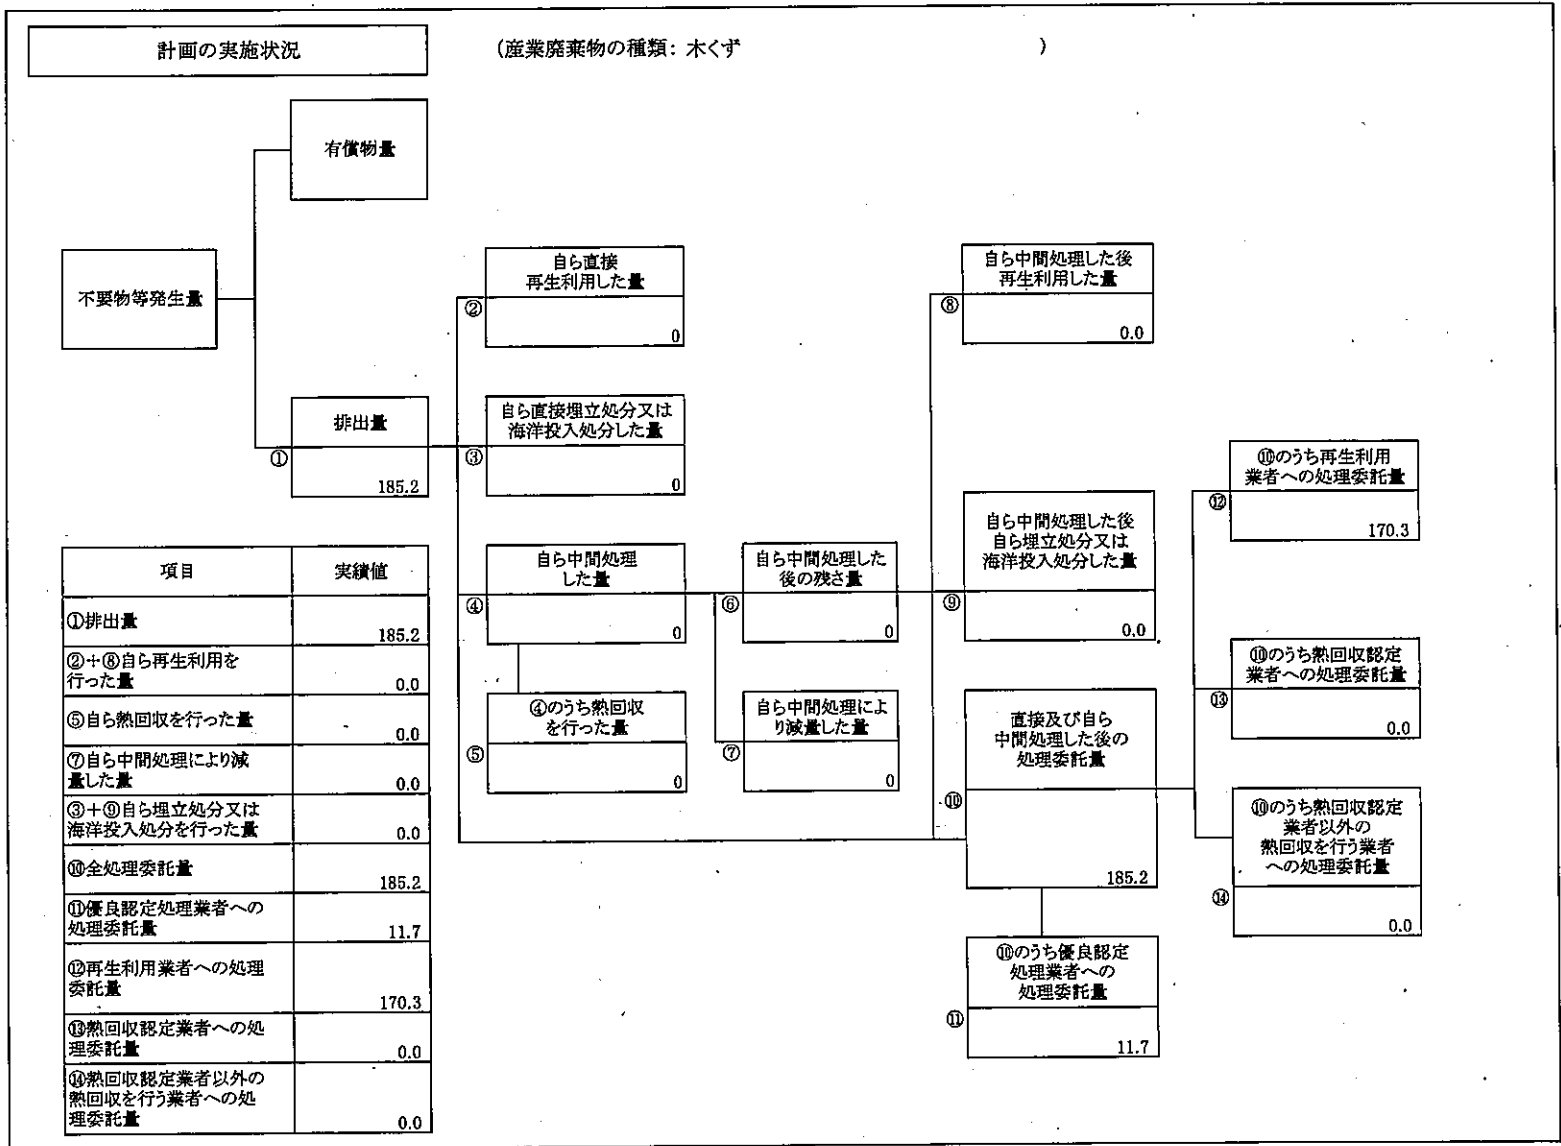 計画の実施状況
(産業廃棄物の種類: 木くず )
有償物量
不要物等発生量
排出量
①
185.2
自ら直接
再生利用した量
②
0
自ら直接埋立処分又は
海洋投入処分した量
③
0
自ら中間処理
した量
④
0
④のうち熱回収
を行った量
⑤
0
自ら中間処理した
後の残さ量
⑥
0
自ら中間処理によ
り減量した量
⑦
0
自ら中間処理した後
再生利用した量
⑧
0.0
自ら中間処理した後
自ら埋立処分又は
海洋投入処分した量
⑨
0.0
直接及び自ら
中間処理した後の
処理委託量
⑩
185.2
⑩のうち優良認定
処理業者への
処理委託量
⑪
11.7
⑩のうち再生利用
業者への処理委託量
⑫
170.3
⑩のうち熱回収認定
業者への処理委託量
⑬
0.0
⑩のうち熱回収認定
業者以外の
熱回収を行う業者
への処理委託量
⑭
0.0
項目 実績値
①排出量
185.2
②+⑧自ら再生利用を
行った量
0.0
⑤自ら熱回収を行った量
0.0
⑦自ら中間処理により減
量した量
0.0
③+⑨自ら埋立処分又は
海洋投入処分を行った量
0.0
⑩全処理委託量
185.2
⑪優良認定処理業者への
処理委託量
11.7
⑫再生利用業者への処理
委託量
170.3
⑬熱回収認定業者への処
理委託量
0.0
⑭熱回収認定業者以外の
熱回収を行う業者への処
理委託量
0.0